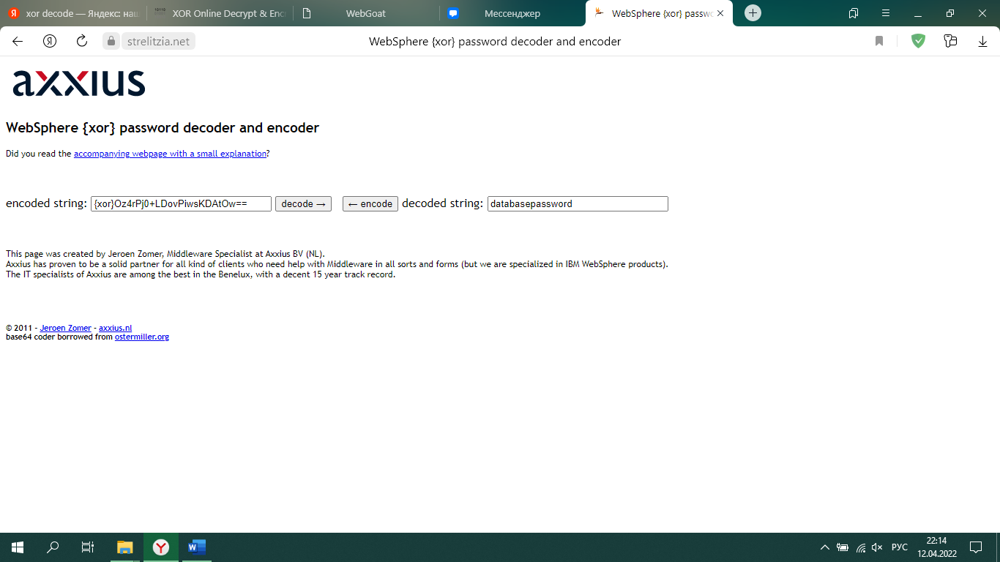 xor decode — Яндекс: наш
XOR Online Decrypt & Enc
WebGoat
Мессенджер
WebSphere {xor} passw
strelitzia.net
WebSphere {xor} password decoder and encoder
axxius
WebSphere {xor} password decoder and encoder
Did you read the accompanying webpage with a small explanation?
encoded string: {xor}Oz4rPj0+LDovPiwsKDAtOw== decode → ← encode decoded string: databasepassword
This page was created by Jeroen Zomer, Middleware Specialist at Axxius BV (NL).
Axxius has proven to be a solid partner for all kind of clients who need help with Middleware in all sorts and forms (but we are specialized in IBM WebSphere products).
The IT specialists of Axxius are among the best in the Benelux, with a decent 15 year track record.
© 2011 - Jeroen Zomer - axxius.nl
base64 coder borrowed from ostermiller.org
РУС
22:14
12.04.2022